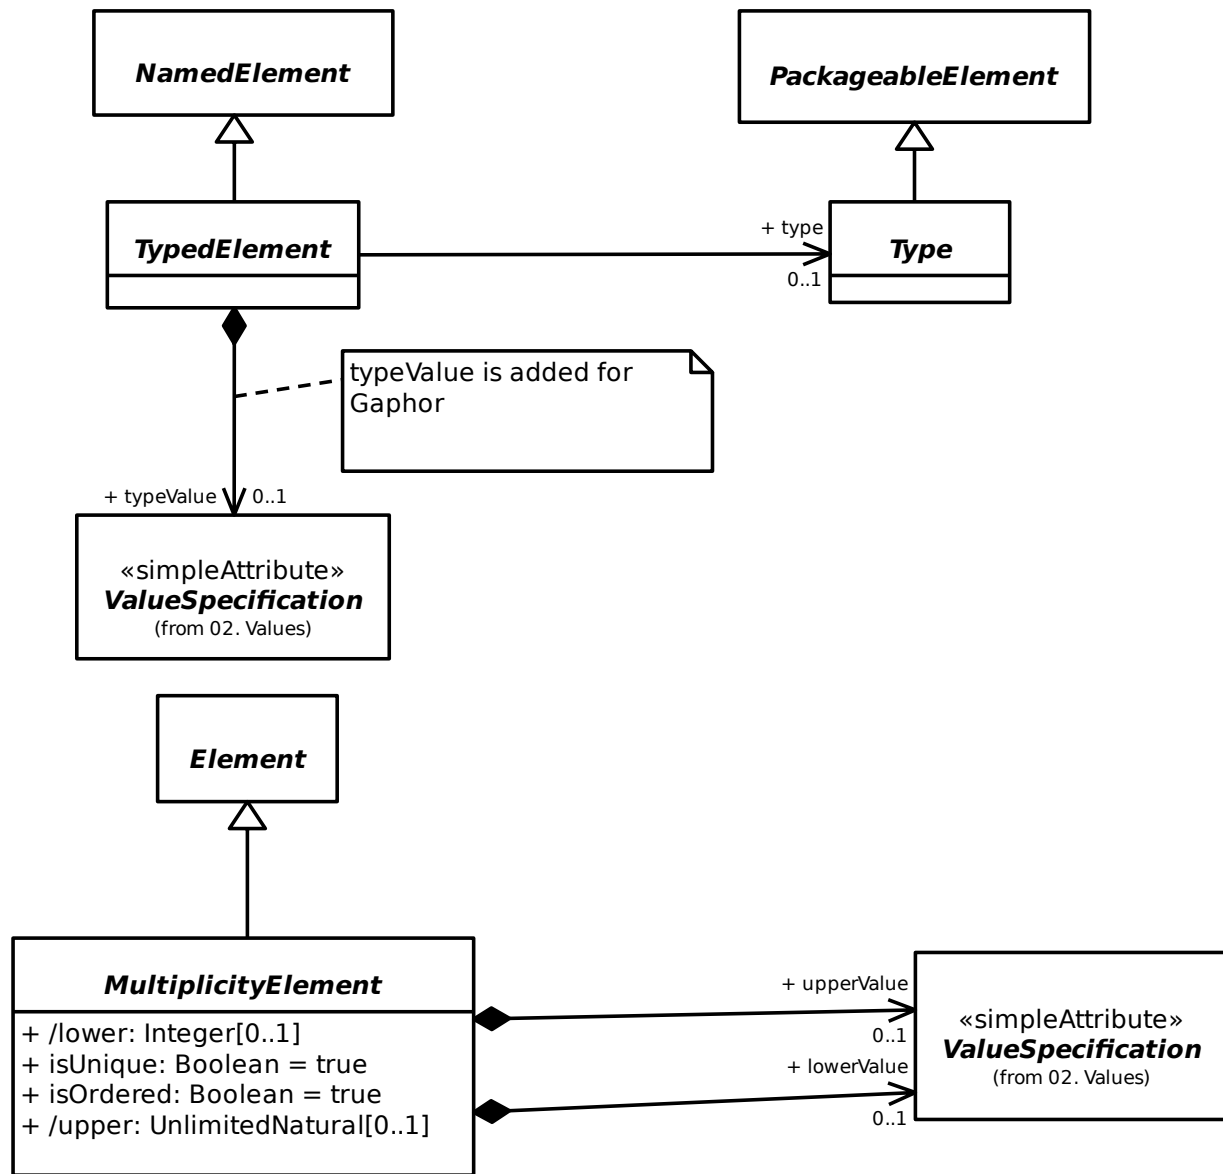 NamedElement
PackageableElement
TypedElement
+ type
0..1
Type
typeValue is added for
Gaphor
+ typeValue
0..1
«simpleAttribute»
ValueSpecification
(from 02. Values)
Element
MultiplicityElement
+ /lower: Integer[0..1]
+ isUnique: Boolean = true
+ isOrdered: Boolean = true
+ /upper: UnlimitedNatural[0..1]
+ upperValue
0..1
+ lowerValue
0..1
«simpleAttribute»
ValueSpecification
(from 02. Values)